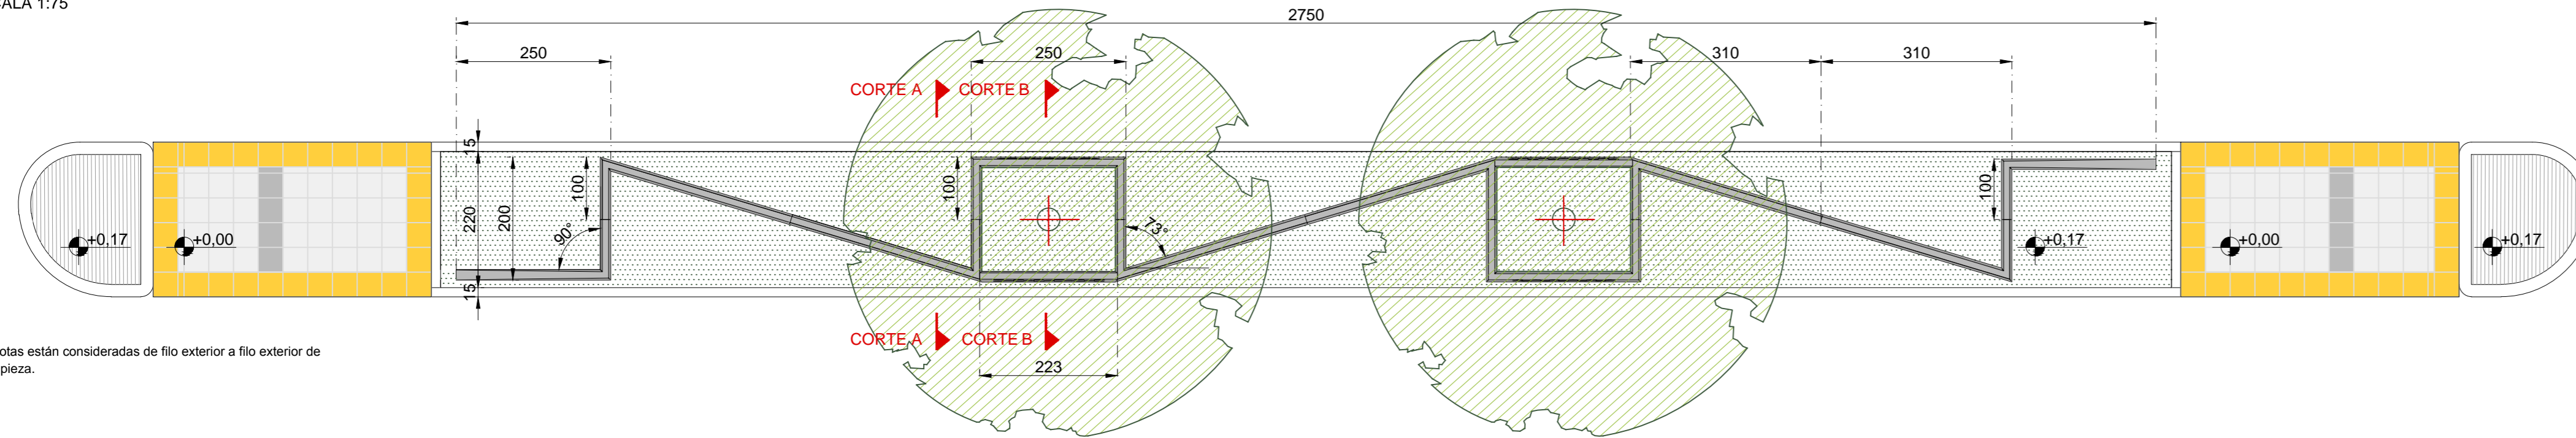 CALA 1:75
2750
250
250
310
310
CORTE A
CORTE B
15
220
15
200
100
90°
100
73°
100
+0,17
+0,00
+0,17
+0,00
+0,17
CORTE A
CORTE B
223
otas están consideradas de filo exterior a filo exterior de
pieza.